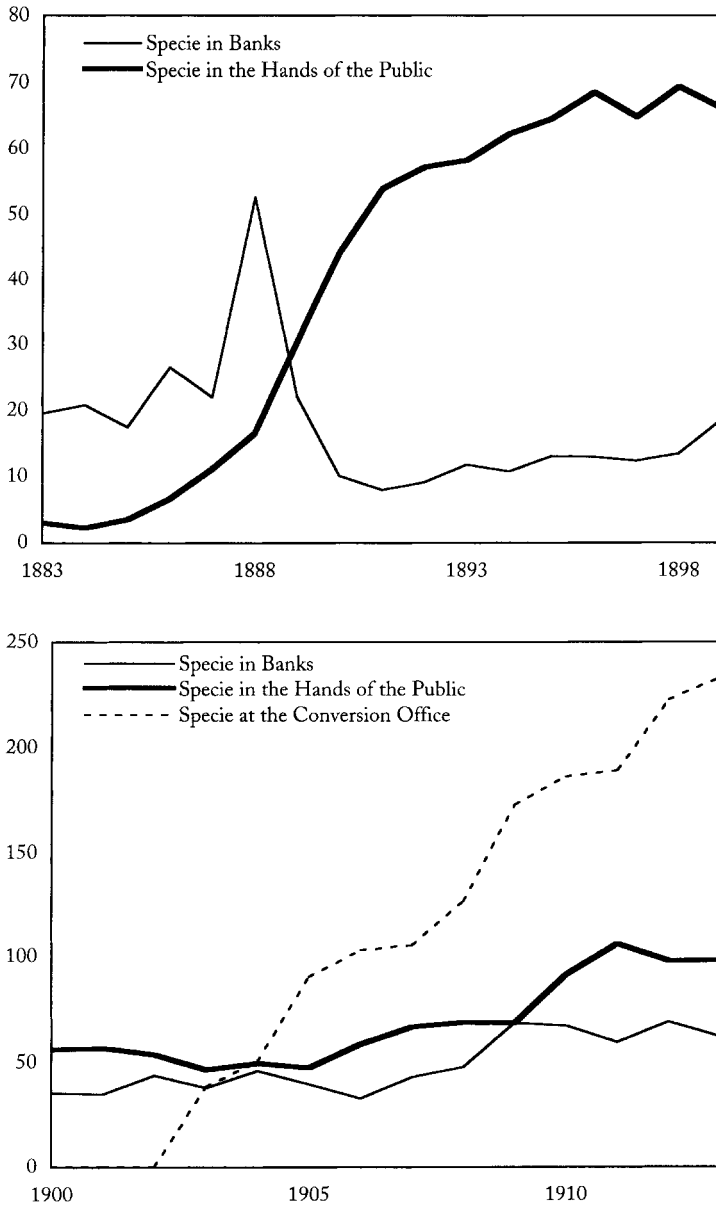 80
Specie in Banks
Specie in the Hands of the Public
70
60
50
40
30
20
10
0
1883 1888 1893 1898
250
Specie in Banks
Specie in the Hands of the Public
Specie at the Conversion Office
200
150
100
50
0
1900 1905 1910